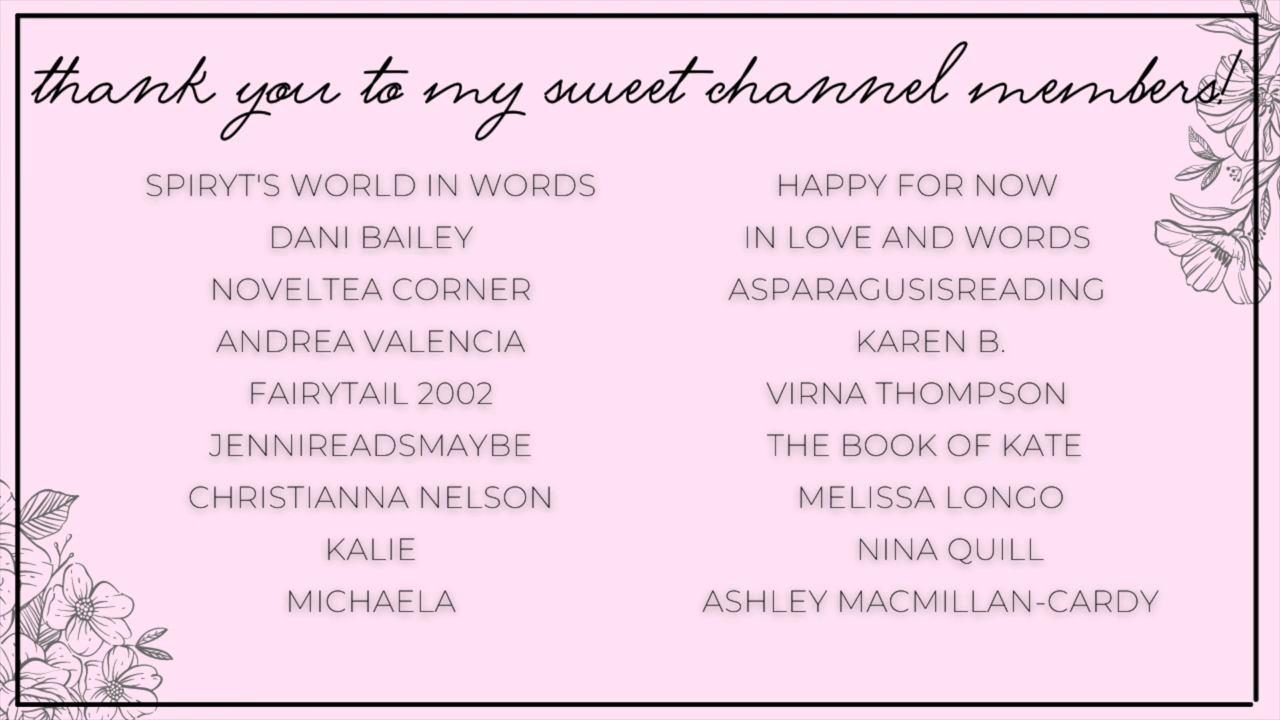 thank you to my sweet channel members!
SPIRYT'S WORLD IN WORDS
DANI BAILEY
NOVELTEA CORNER
ANDREA VALENCIA
FAIRYTAIL 2002
JENNIREADSMAYBE
CHRISTIANNA NELSON
KALIE
MICHAELA
HAPPY FOR NOW
IN LOVE AND WORDS
ASPARAGUSISREADING
KAREN B.
VIRNA THOMPSON
THE BOOK OF KATE
MELISSA LONGO
NINA QUILL
ASHLEY MACMILLAN-CARDY